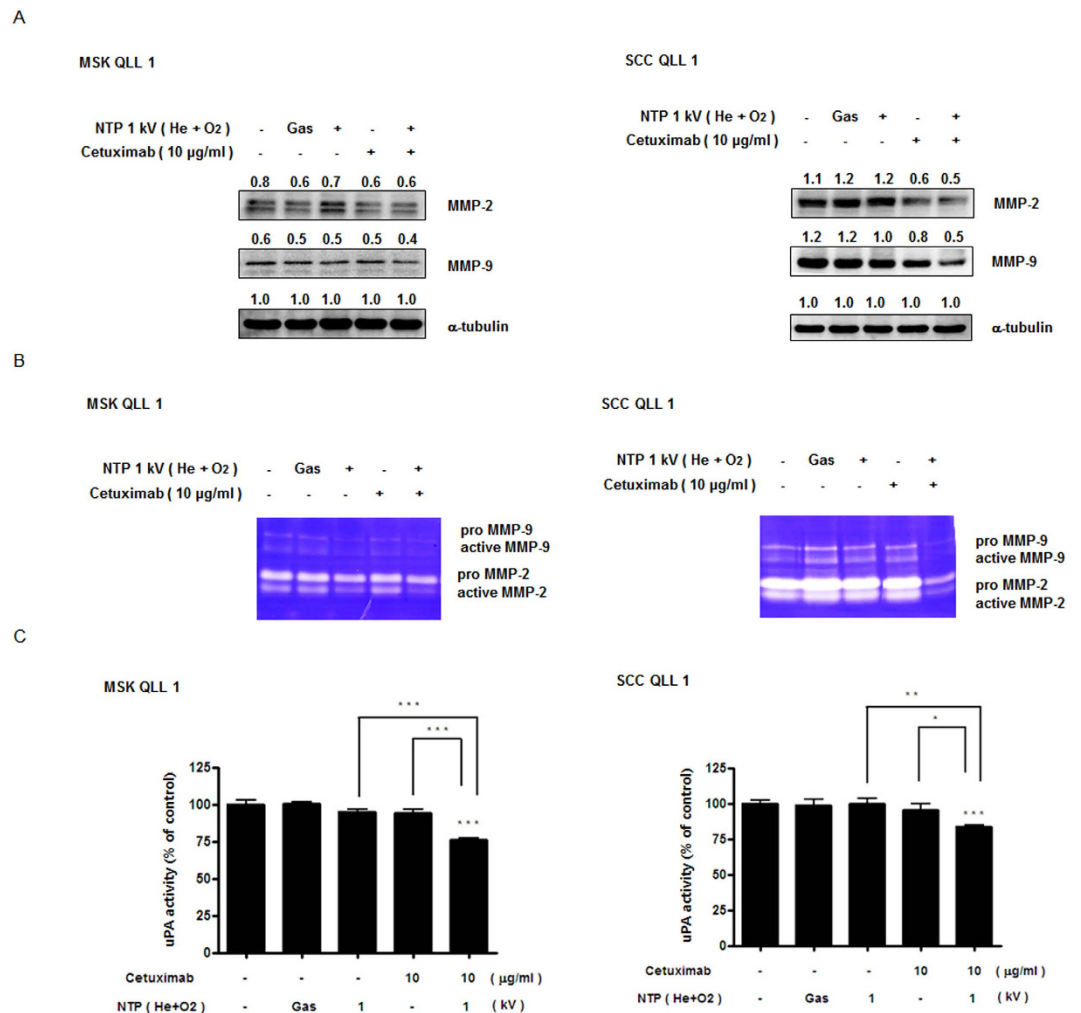 A
MSK QLL 1
NTP 1 kV ( He + O2 ) - Gas + - +
Cetuximab ( 10 µg/ml ) - - - + +
0.8 0.6 0.7 0.6 0.6
MMP-2
0.6 0.5 0.5 0.5 0.4
MMP-9
1.0 1.0 1.0 1.0 1.0
α-tubulin
SCC QLL 1
NTP 1 kV ( He + O2 ) - Gas + - +
Cetuximab ( 10 µg/ml ) - - - + +
1.1 1.2 1.2 0.6 0.5
MMP-2
1.2 1.2 1.0 0.8 0.5
MMP-9
1.0 1.0 1.0 1.0 1.0
α-tubulin
B
MSK QLL 1
NTP 1 kV ( He + O2 ) - Gas + - +
Cetuximab ( 10 µg/ml ) - - - + +
pro MMP-9
active MMP-9
pro MMP-2
active MMP-2
SCC QLL 1
NTP 1 kV ( He + O2 ) - Gas + - +
Cetuximab ( 10 µg/ml ) - - - + +
pro MMP-9
active MMP-9
pro MMP-2
active MMP-2
C
MSK QLL 1
***
***
***
uPA activity (% of control)
125
100
75
50
25
0
Cetuximab - - - 10 10 ( µg/ml )
NTP ( He+O2 ) - Gas 1 - 1 ( kV )
SCC QLL 1
**
*
***
uPA activity (% of control)
125
100
75
50
25
0
Cetuximab - - - 10 10 ( µg/ml )
NTP ( He+O2 ) - Gas 1 - 1 ( kV )